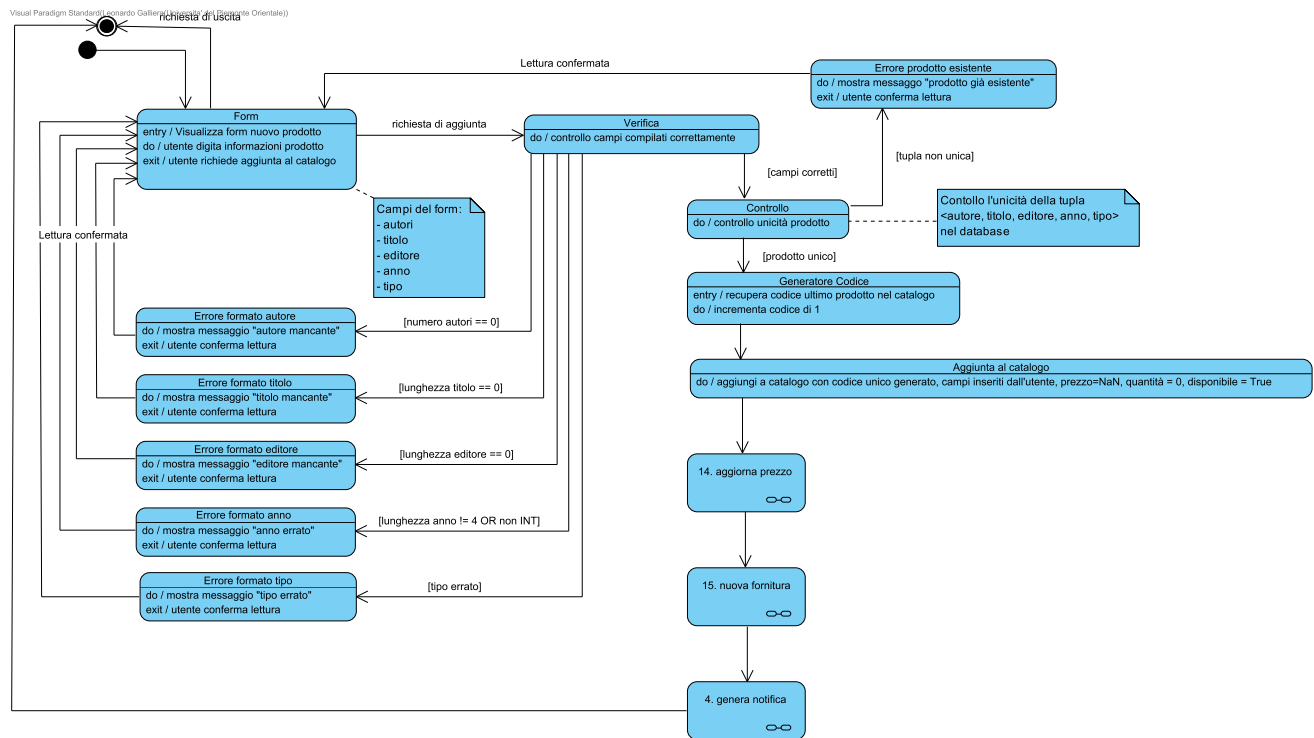 Visual Paradigm Standard(Leonardo Galliera(Universita' del Piemonte Orientale))
richiesta di uscita
Lettura confermata
Errore prodotto esistente
do / mostra messaggo "prodotto già esistente"
exit / utente conferma lettura
Form
entry / Visualizza form nuovo prodotto
do / utente digita informazioni prodotto
exit / utente richiede aggiunta al catalogo
richiesta di aggiunta
Verifica
do / controllo campi compilati correttamente
[tupla non unica]
[campi corretti]
Campi del form:
- autori
- titolo
- editore
- anno
- tipo
Controllo
do / controllo unicità prodotto
Contollo l'unicità della tupla
<autore, titolo, editore, anno, tipo>
nel database
Lettura confermata
[prodotto unico]
Generatore Codice
entry / recupera codice ultimo prodotto nel catalogo
do / incrementa codice di 1
Errore formato autore
do / mostra messaggio "autore mancante"
exit / utente conferma lettura
[numero autori == 0]
Aggiunta al catalogo
do / aggiungi a catalogo con codice unico generato, campi inseriti dall'utente, prezzo=NaN, quantità = 0, disponibile = True
Errore formato titolo
do / mostra messaggio "titolo mancante"
exit / utente conferma lettura
[lunghezza titolo == 0]
Errore formato editore
do / mostra messaggio "editore mancante"
exit / utente conferma lettura
[lunghezza editore == 0]
14. aggiorna prezzo
Errore formato anno
do / mostra messaggio "anno errato"
exit / utente conferma lettura
[lunghezza anno != 4 OR non INT]
Errore formato tipo
do / mostra messaggio "tipo errato"
exit / utente conferma lettura
[tipo errato]
15. nuova fornitura
4. genera notifica